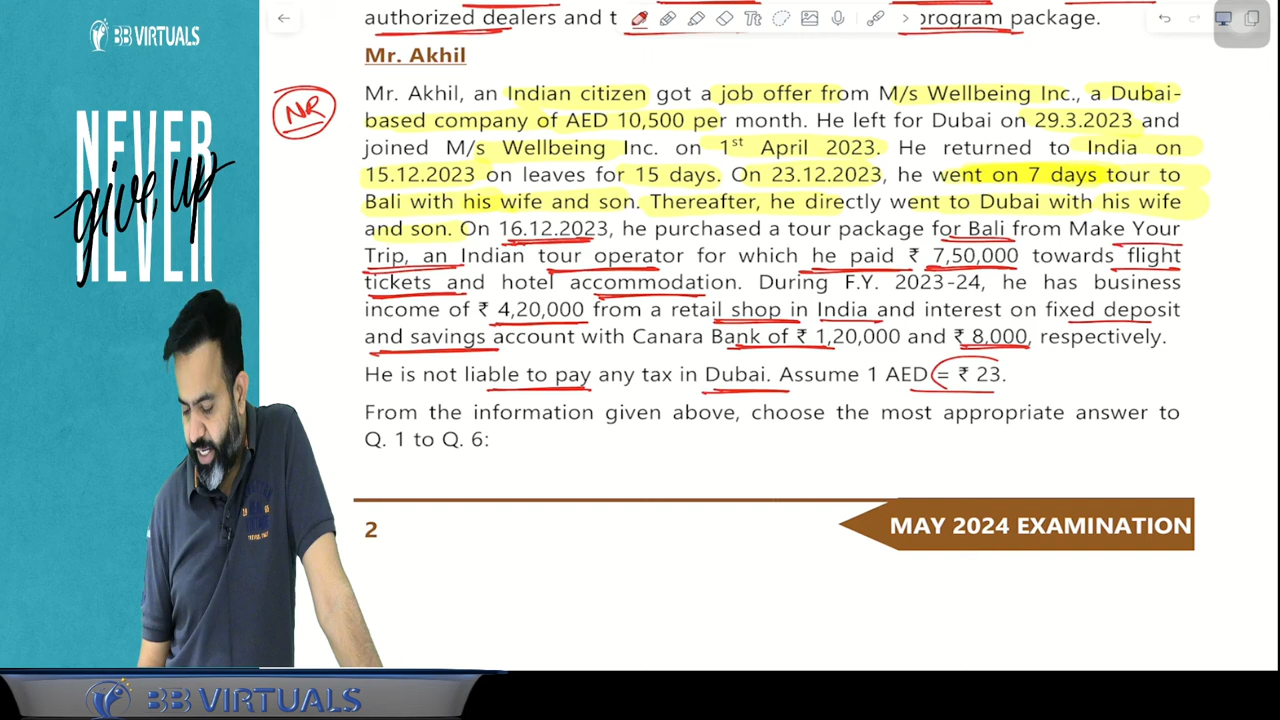 BB VIRTUALS
NEVER
give up
NEVER
authorized dealers and t
program package.
Mr. Akhil
NR
Mr. Akhil, an Indian citizen got a job offer from M/s Wellbeing Inc., a Dubai-
based company of AED 10,500 per month. He left for Dubai on 29.3.2023 and
joined M/s Wellbeing Inc. on 1st April 2023. He returned to India on
15.12.2023 on leaves for 15 days. On 23.12.2023, he went on 7 days tour to
Bali with his wife and son. Thereafter, he directly went to Dubai with his wife
and son. On 16.12.2023, he purchased a tour package for Bali from Make Your
Trip, an Indian tour operator for which he paid ₹ 7,50,000 towards flight
tickets and hotel accommodation. During F.Y. 2023-24, he has business
income of ₹ 4,20,000 from a retail shop in India and interest on fixed deposit
and savings account with Canara Bank of ₹ 1,20,000 and ₹ 8,000, respectively.
He is not liable to pay any tax in Dubai. Assume 1 AED = ₹ 23.
From the information given above, choose the most appropriate answer to
Q. 1 to Q. 6:
2
MAY 2024 EXAMINATION
BB VIRTUALS